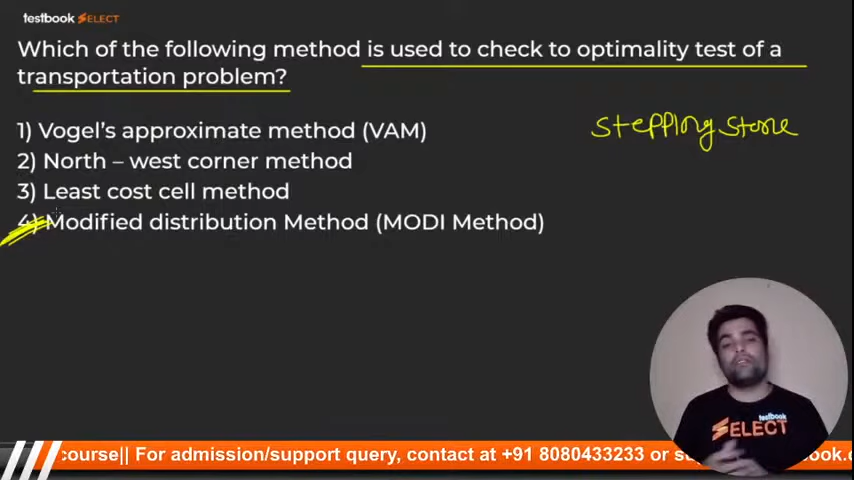 testbook SELECT
Which of the following method is used to check to optimality test of a
transportation problem?
1) Vogel's approximate method (VAM)
2) North – west corner method
3) Least cost cell method
4) Modified distribution Method (MODI Method)
stepping stone
testbook
SELECT
course|| For admission/support query, contact at +91 8080433233 or